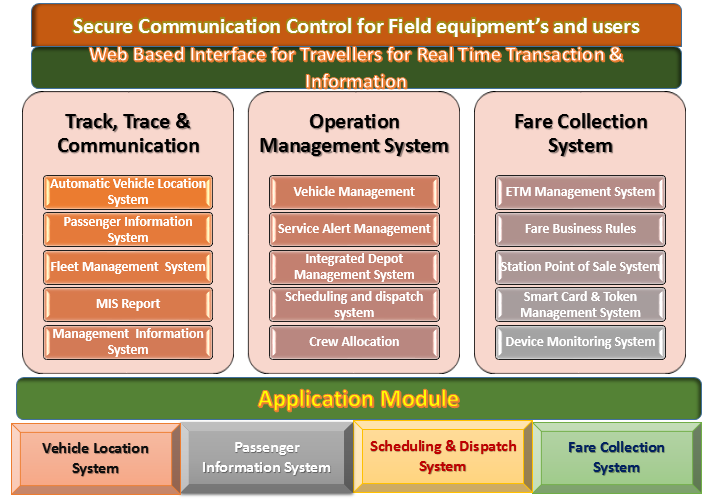 Secure Communication Control for Field equipment's and users
Web Based Interface for Travellers for Real Time Transaction &
Information
Track, Trace &
Communication
Automatic Vehicle Location
System
Passenger Information
System
Fleet Management System
MIS Report
Management Information
System
Operation
Management System
Vehicle Management
Service Alert Management
Integrated Depot
Management System
Scheduling and dispatch
system
Crew Allocation
Fare Collection
System
ETM Management System
Fare Business Rules
Station Point of Sale System
Smart Card & Token
Management System
Device Monitoring System
Application Module
Vehicle Location
System
Passenger
Information System
Scheduling & Dispatch
System
Fare Collection
System